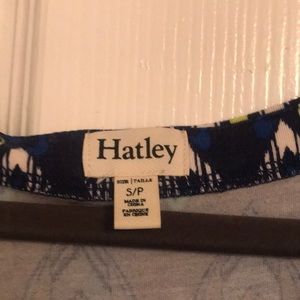 Hatley
SIZE | TAILLE
S/P
MADE IN
CHINA
FABRIQUÉ
EN CHINE